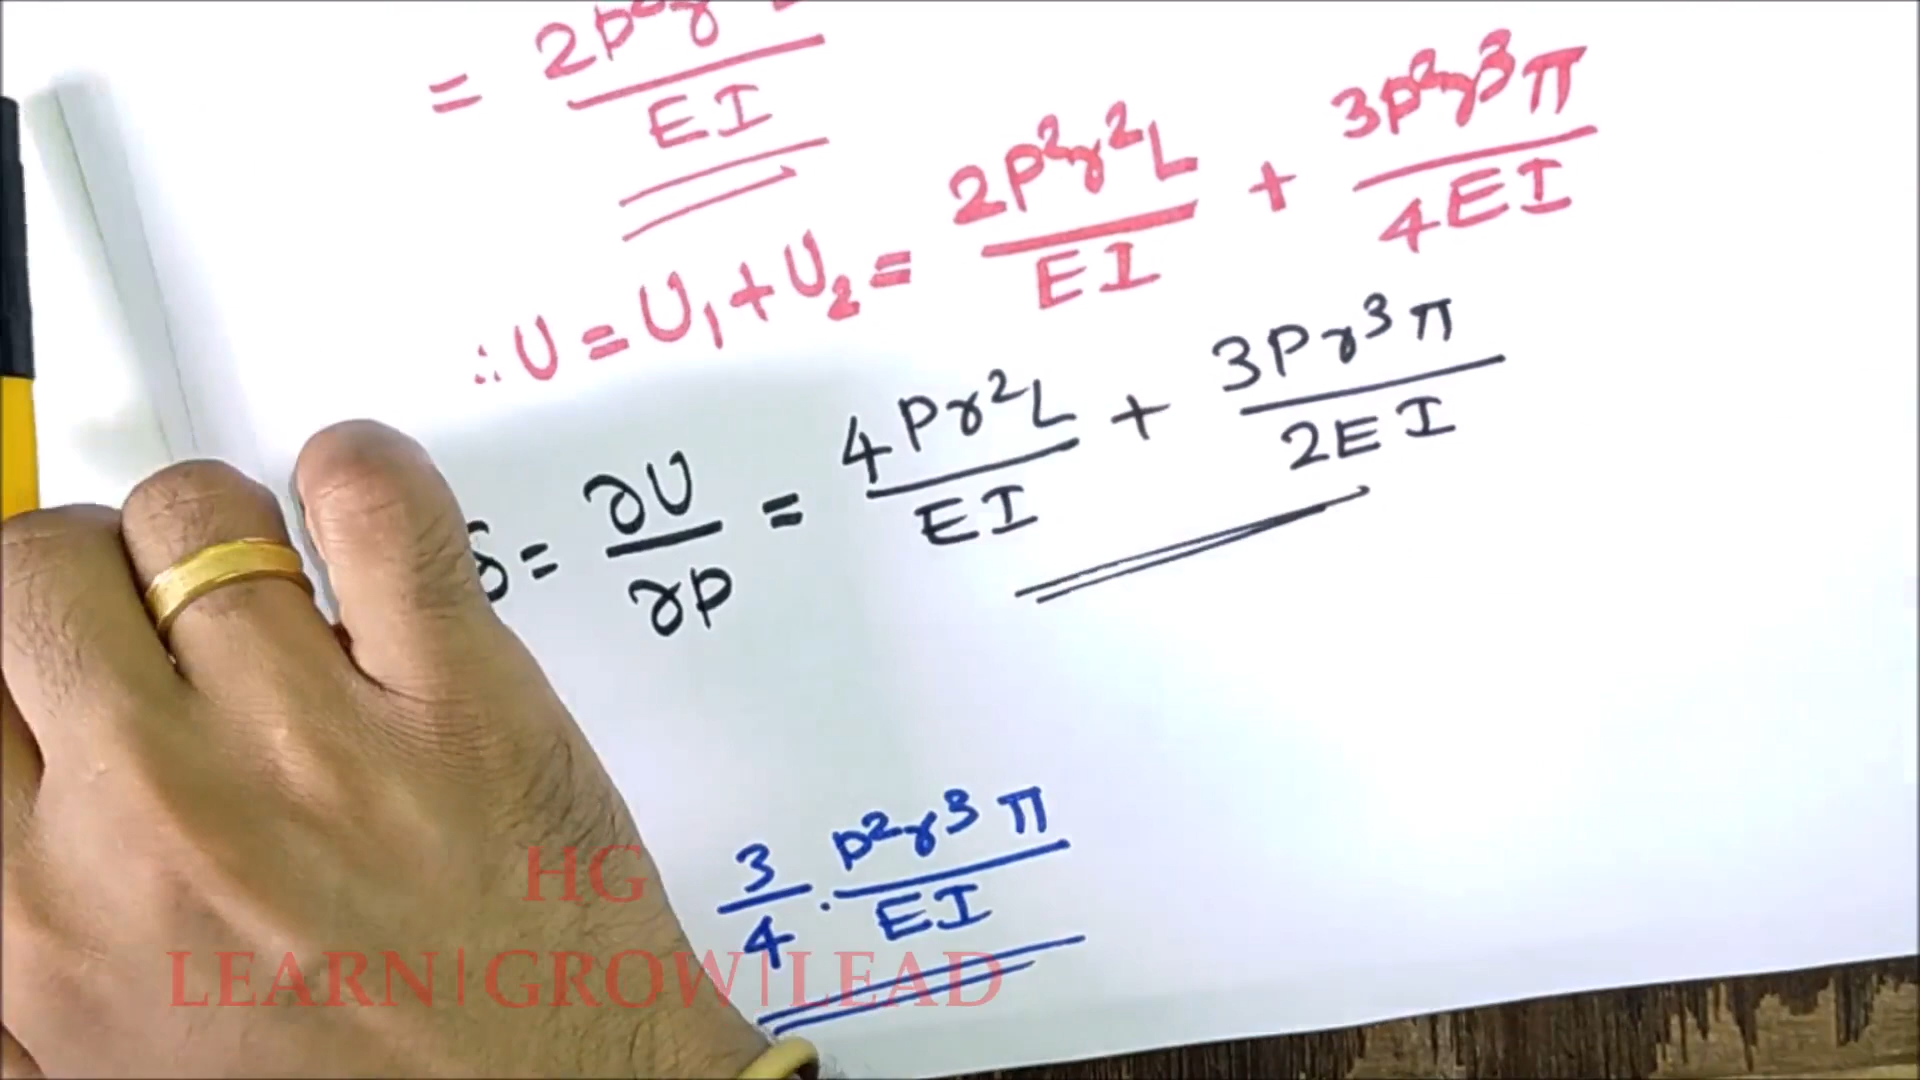 = 2p²r²L / EI
∴ U = U₁ + U₂ = 2p²r²L / EI + 3p²r³π / 4EI
δ = ∂U / ∂p = 4pr²L / EI + 3pr³π / 2EI
3 / 4 · p²r³π / EI
HG
LEARN|GROW|LEAD